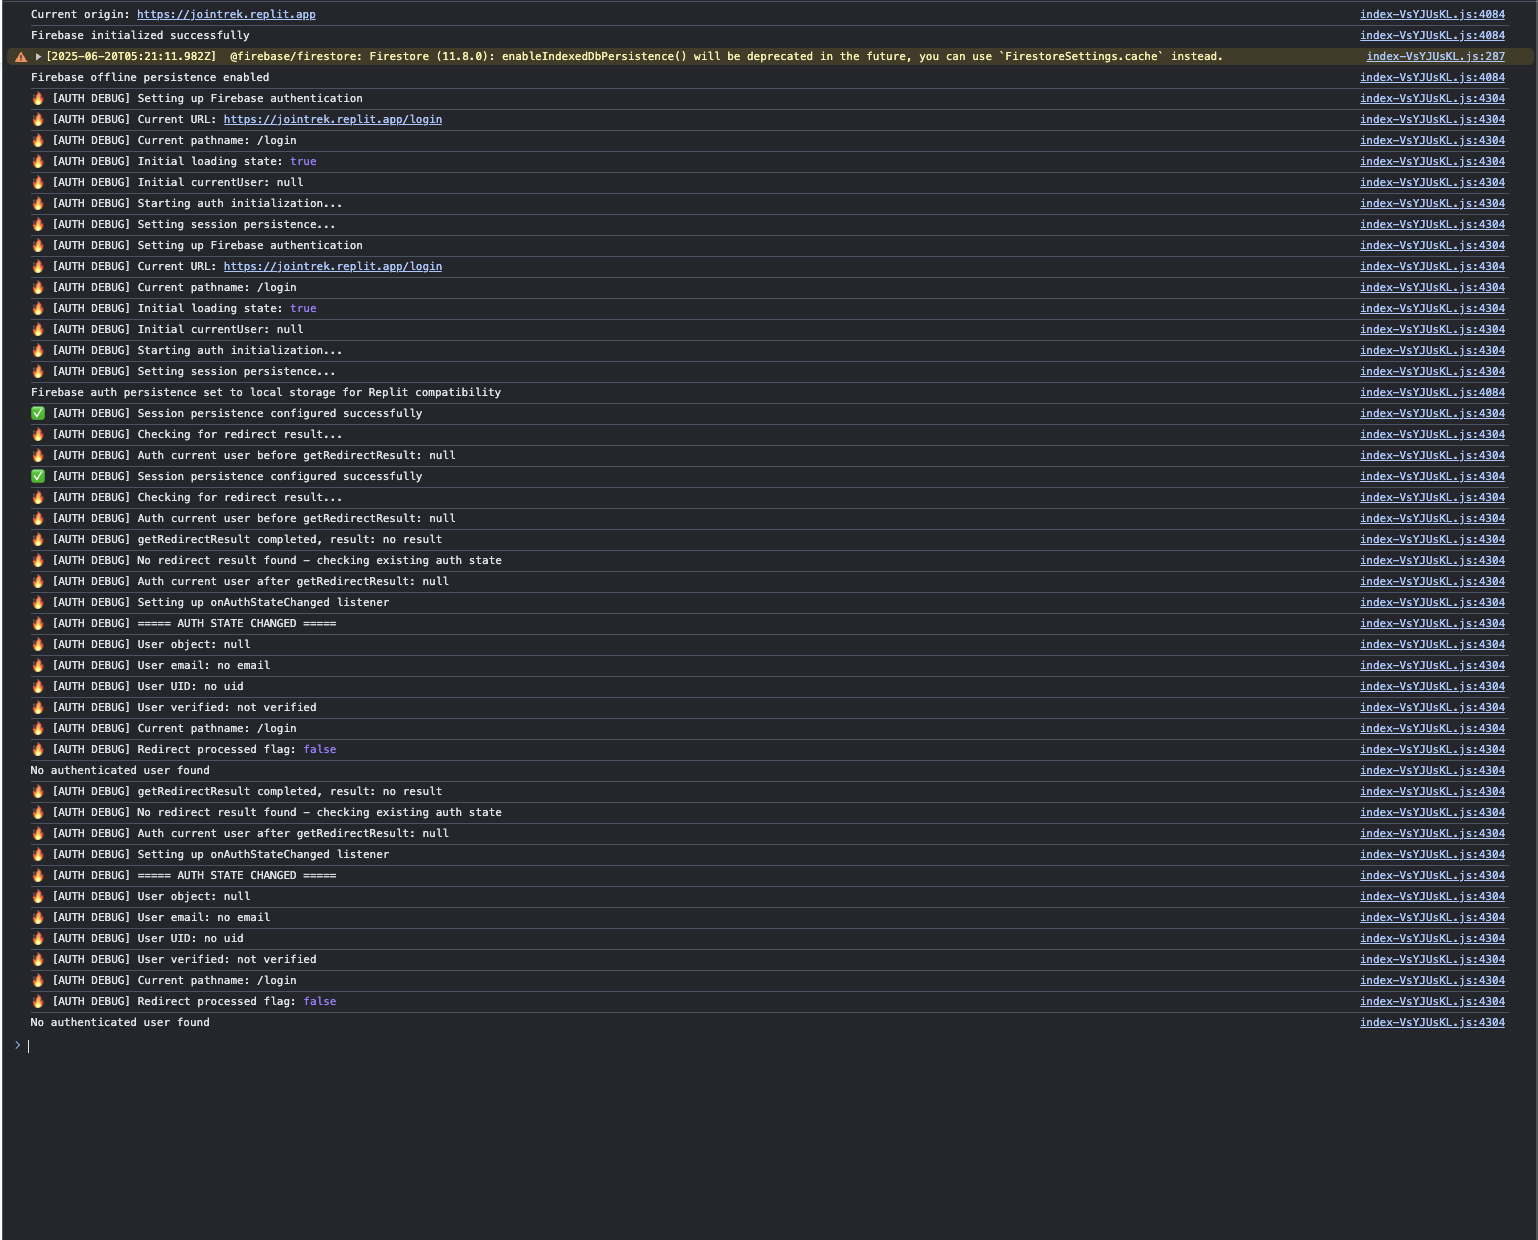 Current origin: https://jointrek.replit.app index-VsYJUsKL.js:4084
Firebase initialized successfully index-VsYJUsKL.js:4084
[2025-06-20T05:21:11.982Z] @firebase/firestore: Firestore (11.8.0): enableIndexedDbPersistence() will be deprecated in the future, you can use `FirestoreSettings.cache` instead. index-VsYJUsKL.js:287
Firebase offline persistence enabled index-VsYJUsKL.js:4084
🔥 [AUTH DEBUG] Setting up Firebase authentication index-VsYJUsKL.js:4304
🔥 [AUTH DEBUG] Current URL: https://jointrek.replit.app/login index-VsYJUsKL.js:4304
🔥 [AUTH DEBUG] Current pathname: /login index-VsYJUsKL.js:4304
🔥 [AUTH DEBUG] Initial loading state: true index-VsYJUsKL.js:4304
🔥 [AUTH DEBUG] Initial currentUser: null index-VsYJUsKL.js:4304
🔥 [AUTH DEBUG] Starting auth initialization... index-VsYJUsKL.js:4304
🔥 [AUTH DEBUG] Setting session persistence... index-VsYJUsKL.js:4304
🔥 [AUTH DEBUG] Setting up Firebase authentication index-VsYJUsKL.js:4304
🔥 [AUTH DEBUG] Current URL: https://jointrek.replit.app/login index-VsYJUsKL.js:4304
🔥 [AUTH DEBUG] Current pathname: /login index-VsYJUsKL.js:4304
🔥 [AUTH DEBUG] Initial loading state: true index-VsYJUsKL.js:4304
🔥 [AUTH DEBUG] Initial currentUser: null index-VsYJUsKL.js:4304
🔥 [AUTH DEBUG] Starting auth initialization... index-VsYJUsKL.js:4304
🔥 [AUTH DEBUG] Setting session persistence... index-VsYJUsKL.js:4304
Firebase auth persistence set to local storage for Replit compatibility index-VsYJUsKL.js:4084
✅ [AUTH DEBUG] Session persistence configured successfully index-VsYJUsKL.js:4304
🔥 [AUTH DEBUG] Checking for redirect result... index-VsYJUsKL.js:4304
🔥 [AUTH DEBUG] Auth current user before getRedirectResult: null index-VsYJUsKL.js:4304
✅ [AUTH DEBUG] Session persistence configured successfully index-VsYJUsKL.js:4304
🔥 [AUTH DEBUG] Checking for redirect result... index-VsYJUsKL.js:4304
🔥 [AUTH DEBUG] Auth current user before getRedirectResult: null index-VsYJUsKL.js:4304
🔥 [AUTH DEBUG] getRedirectResult completed, result: no result index-VsYJUsKL.js:4304
🔥 [AUTH DEBUG] No redirect result found - checking existing auth state index-VsYJUsKL.js:4304
🔥 [AUTH DEBUG] Auth current user after getRedirectResult: null index-VsYJUsKL.js:4304
🔥 [AUTH DEBUG] Setting up onAuthStateChanged listener index-VsYJUsKL.js:4304
🔥 [AUTH DEBUG] ===== AUTH STATE CHANGED ===== index-VsYJUsKL.js:4304
🔥 [AUTH DEBUG] User object: null index-VsYJUsKL.js:4304
🔥 [AUTH DEBUG] User email: no email index-VsYJUsKL.js:4304
🔥 [AUTH DEBUG] User UID: no uid index-VsYJUsKL.js:4304
🔥 [AUTH DEBUG] User verified: not verified index-VsYJUsKL.js:4304
🔥 [AUTH DEBUG] Current pathname: /login index-VsYJUsKL.js:4304
🔥 [AUTH DEBUG] Redirect processed flag: false index-VsYJUsKL.js:4304
No authenticated user found index-VsYJUsKL.js:4304
🔥 [AUTH DEBUG] getRedirectResult completed, result: no result index-VsYJUsKL.js:4304
🔥 [AUTH DEBUG] No redirect result found - checking existing auth state index-VsYJUsKL.js:4304
🔥 [AUTH DEBUG] Auth current user after getRedirectResult: null index-VsYJUsKL.js:4304
🔥 [AUTH DEBUG] Setting up onAuthStateChanged listener index-VsYJUsKL.js:4304
🔥 [AUTH DEBUG] ===== AUTH STATE CHANGED ===== index-VsYJUsKL.js:4304
🔥 [AUTH DEBUG] User object: null index-VsYJUsKL.js:4304
🔥 [AUTH DEBUG] User email: no email index-VsYJUsKL.js:4304
🔥 [AUTH DEBUG] User UID: no uid index-VsYJUsKL.js:4304
🔥 [AUTH DEBUG] User verified: not verified index-VsYJUsKL.js:4304
🔥 [AUTH DEBUG] Current pathname: /login index-VsYJUsKL.js:4304
🔥 [AUTH DEBUG] Redirect processed flag: false index-VsYJUsKL.js:4304
No authenticated user found index-VsYJUsKL.js:4304